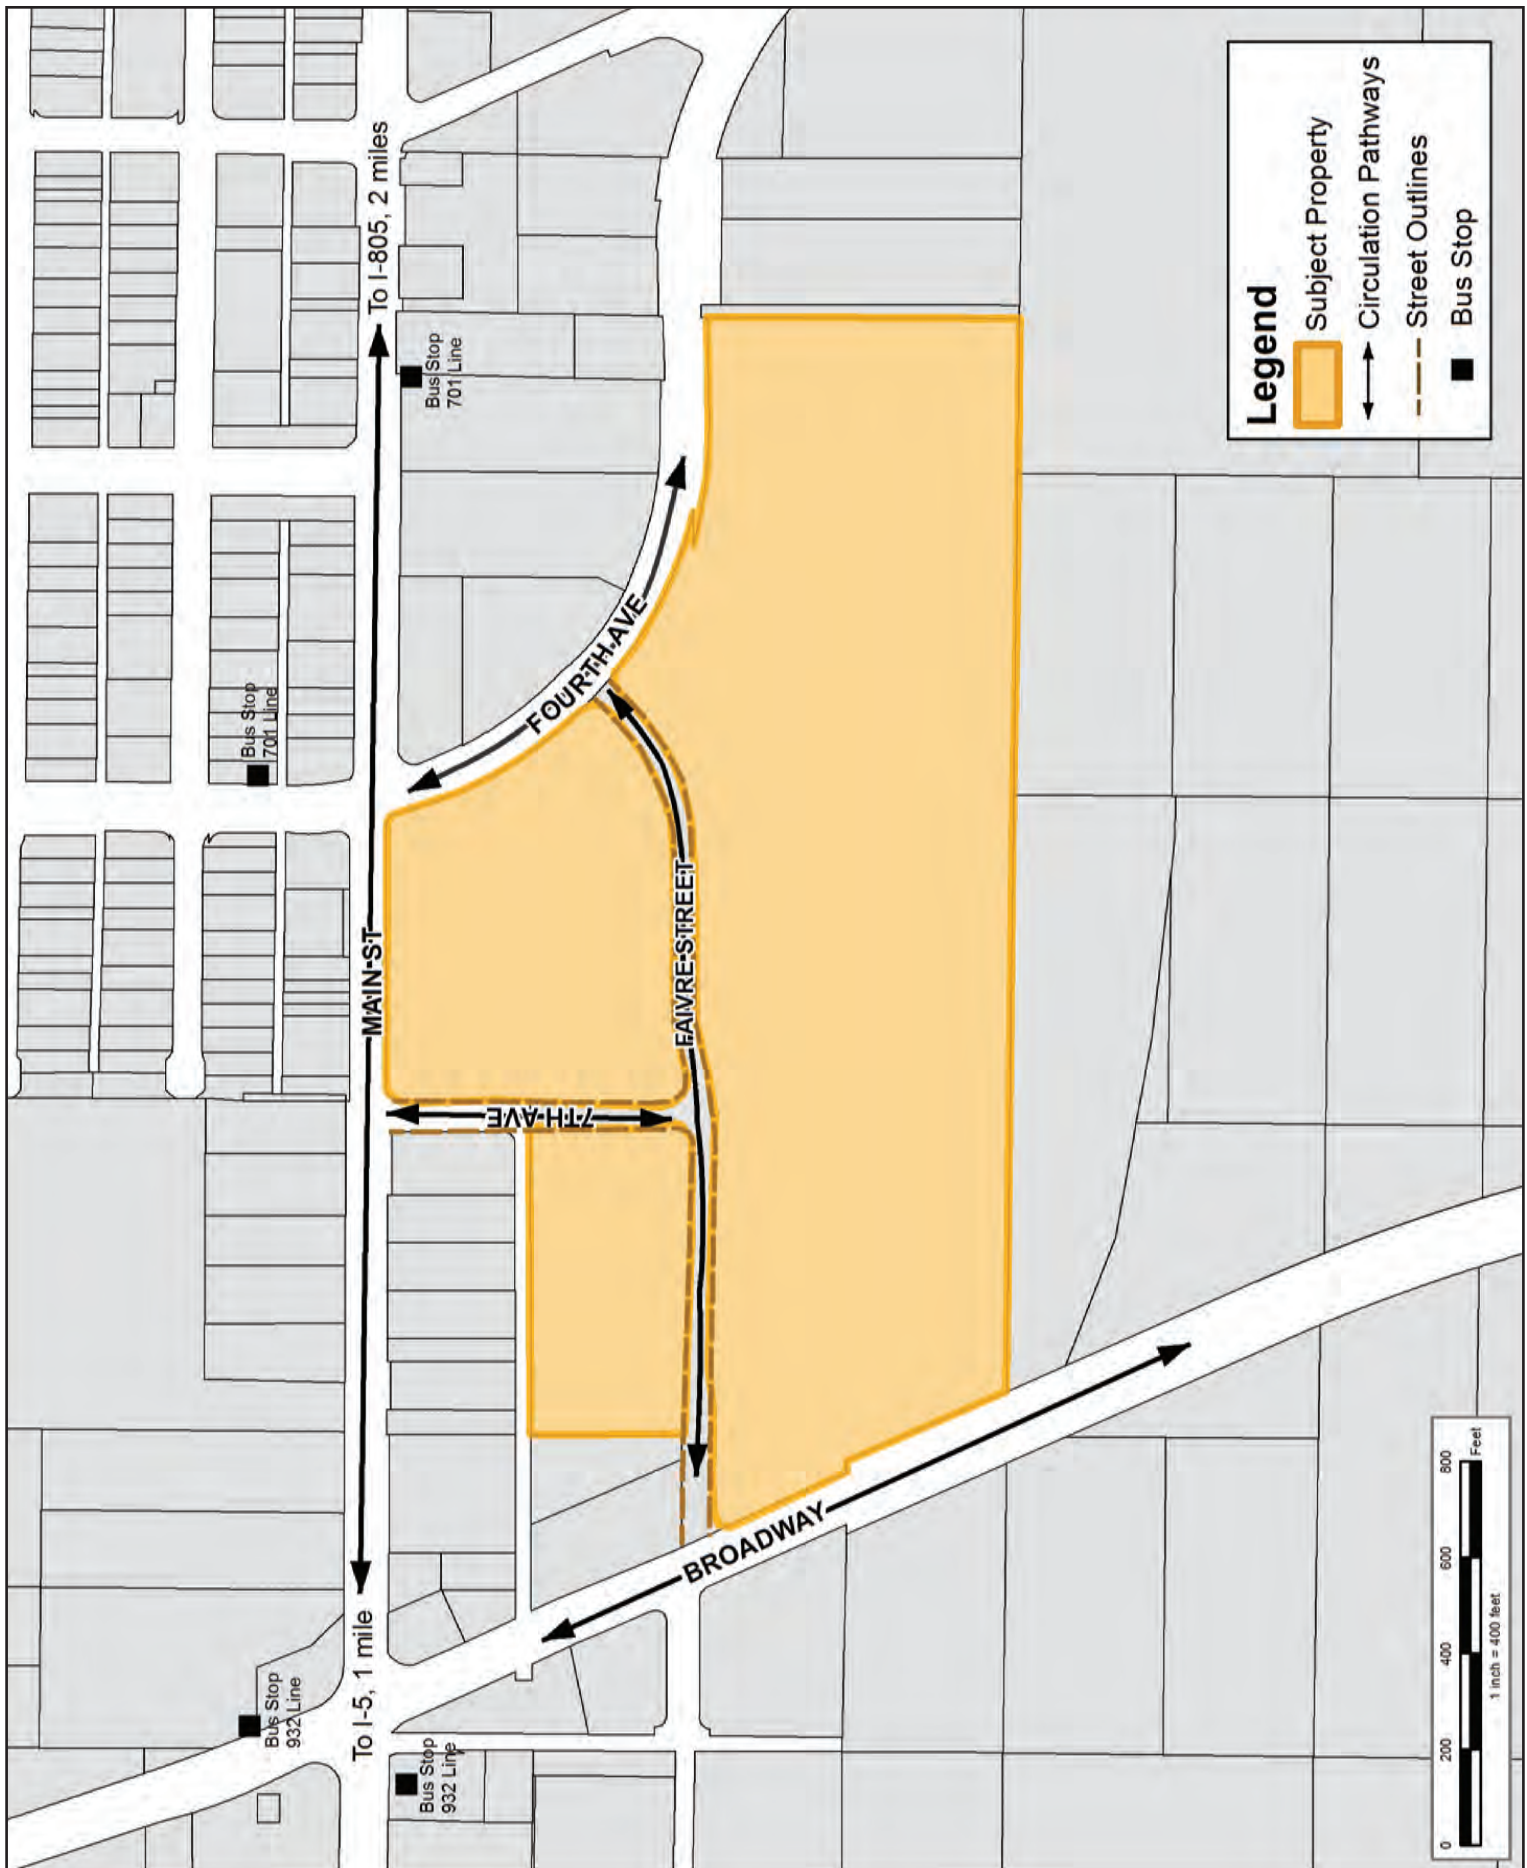 To I-805, 2 miles
Bus Stop
701 Line
Bus Stop
701 Line
FOURTH AVE
MAIN ST
FAIVRE STREET
7TH AVE
BROADWAY
To I-5, 1 mile
Bus Stop
932 Line
Bus Stop
932 Line
Legend
Subject Property
Circulation Pathways
Street Outlines
Bus Stop
0 200 400 600 800
Feet
1 inch = 400 feet